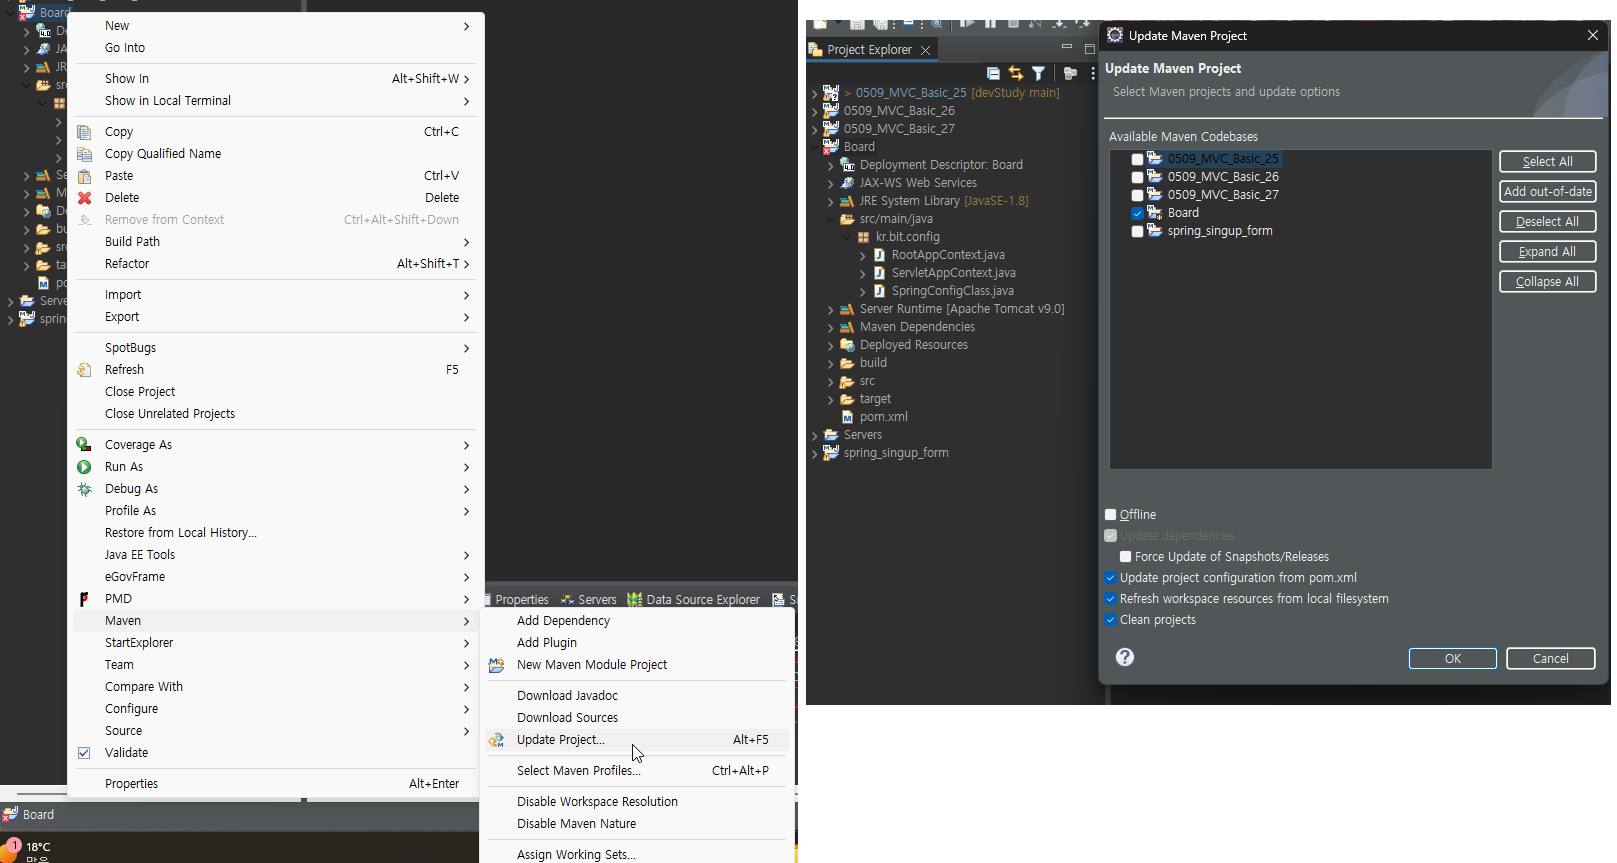 Board
De
JA
JR
src
Se
M
De
bu
src
ta
po
Serve
sprin
New
Go Into
Show In Alt+Shift+W
Show in Local Terminal
Copy Ctrl+C
Copy Qualified Name
Paste Ctrl+V
Delete Delete
Remove from Context Ctrl+Alt+Shift+Down
Build Path
Refactor Alt+Shift+T
Import
Export
SpotBugs
Refresh F5
Close Project
Close Unrelated Projects
Coverage As
Run As
Debug As
Profile As
Restore from Local History...
Java EE Tools
eGovFrame
PMD
Maven
StartExplorer
Team
Compare With
Configure
Source
Validate
Properties Alt+Enter
Properties Servers Data Source Explorer
Add Dependency
Add Plugin
New Maven Module Project
Download Javadoc
Download Sources
Update Project... Alt+F5
Select Maven Profiles... Ctrl+Alt+P
Disable Workspace Resolution
Disable Maven Nature
Assign Working Sets...
Board
1 18°C
Project Explorer
> 0509_MVC_Basic_25 [devStudy main]
0509_MVC_Basic_26
0509_MVC_Basic_27
Board
Deployment Descriptor: Board
JAX-WS Web Services
JRE System Library [JavaSE-1.8]
src/main/java
kr.bit.config
RootAppContext.java
ServletAppContext.java
SpringConfigClass.java
Server Runtime [Apache Tomcat v9.0]
Maven Dependencies
Deployed Resources
build
src
target
pom.xml
Servers
spring_singup_form
Update Maven Project
Update Maven Project
Select Maven projects and update options
Available Maven Codebases
0509_MVC_Basic_25
0509_MVC_Basic_26
0509_MVC_Basic_27
Board
spring_singup_form
Select All
Add out-of-date
Deselect All
Expand All
Collapse All
Offline
Update dependencies
Force Update of Snapshots/Releases
Update project configuration from pom.xml
Refresh workspace resources from local filesystem
Clean projects
OK Cancel